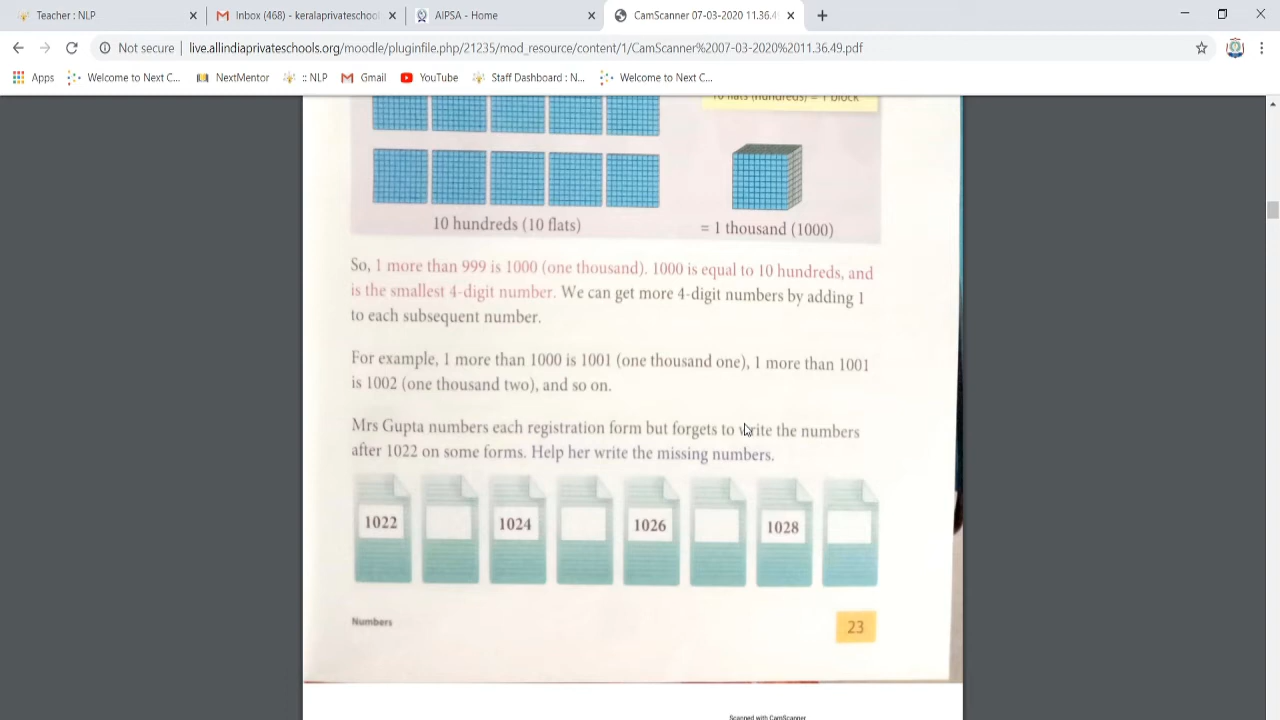 Teacher : NLP
Inbox (468) - keralaprivateschool
AIPSA - Home
CamScanner 07-03-2020 11.36.4
Not secure | live.allindiaprivateschools.org/moodle/pluginfile.php/21235/mod_resource/content/1/CamScanner%2007-03-2020%2011.36.49.pdf
Apps
Welcome to Next C...
NextMentor
:: NLP
Gmail
YouTube
Staff Dashboard : N...
Welcome to Next C...
10 flats (hundreds) = 1 block
10 hundreds (10 flats)
= 1 thousand (1000)
So, 1 more than 999 is 1000 (one thousand). 1000 is equal to 10 hundreds, and
is the smallest 4-digit number. We can get more 4-digit numbers by adding 1
to each subsequent number.
For example, 1 more than 1000 is 1001 (one thousand one), 1 more than 1001
is 1002 (one thousand two), and so on.
Mrs Gupta numbers each registration form but forgets to write the numbers
after 1022 on some forms. Help her write the missing numbers.
1022
1024
1026
1028
Numbers
23
Scanned with CamScanner